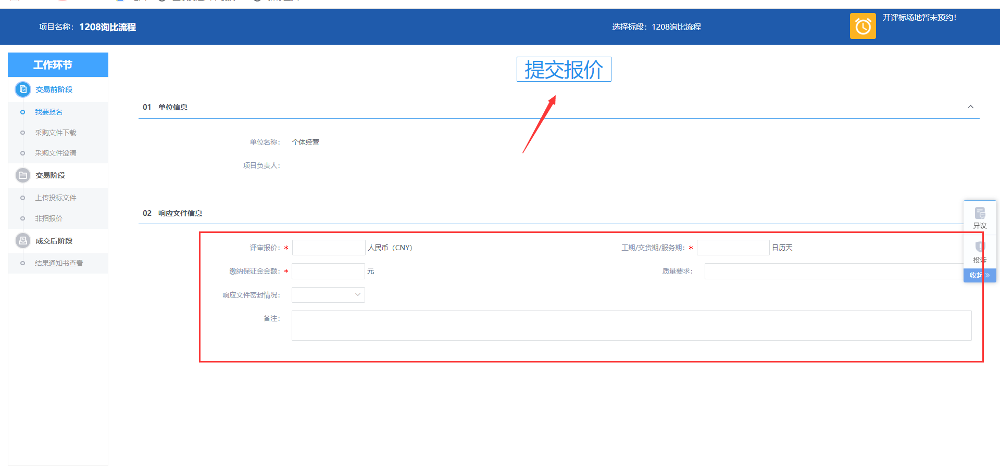 项目名称： 1208询比流程
选择标段：1208询比流程
开评标场地暂未预约！
工作环节
交易前阶段
我要报名
采购文件下载
采购文件澄清
交易阶段
上传投标文件
非招报价
成交后阶段
结果通知书查看
提交报价
01 单位信息
单位名称： 个体经营
项目负责人：
02 响应文件信息
评审报价：* 人民币（CNY） 工期/交货期/服务期：* 日历天
缴纳保证金金额：* 元 质量要求：
响应文件密封情况：
备注：
异议
投诉
收起 »